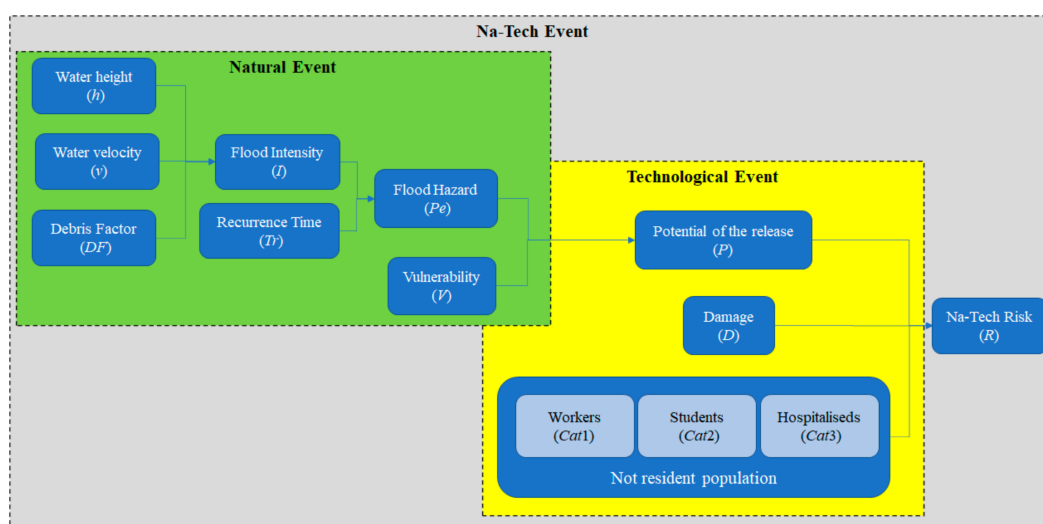 Na-Tech Event
Natural Event
Water height
(h)
Water velocity
(v)
Debris Factor
(DF)
Flood Intensity
(I)
Recurrence Time
(Tr)
Flood Hazard
(Pe)
Vulnerability
(V)
Technological Event
Potential of the release
(P)
Damage
(D)
Workers
(Cat1)
Students
(Cat2)
Hospitaliseds
(Cat3)
Not resident population
Na-Tech Risk
(R)